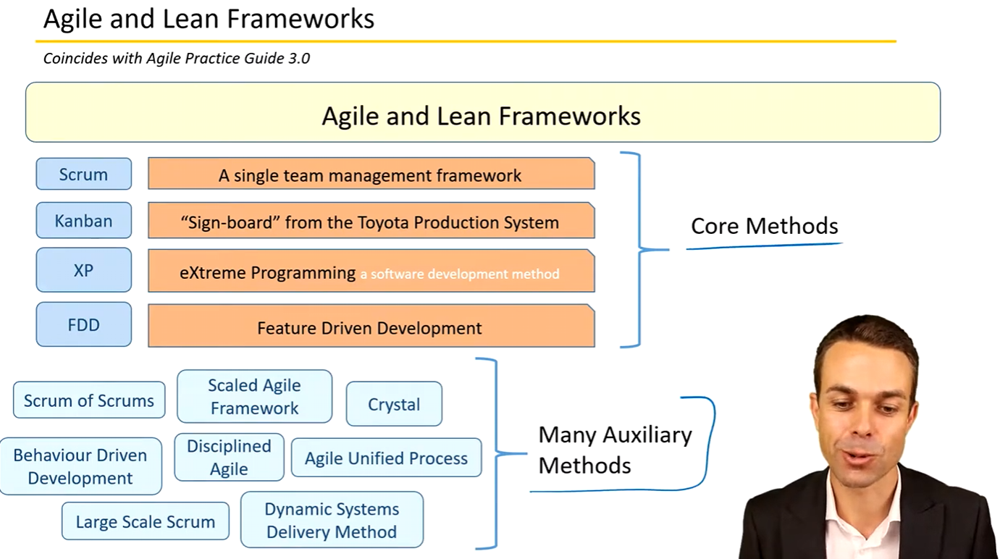 Agile and Lean Frameworks
Coincides with Agile Practice Guide 3.0
Agile and Lean Frameworks
Scrum
A single team management framework
Kanban
“Sign-board” from the Toyota Production System
XP
eXtreme Programming a software development method
FDD
Feature Driven Development
Core Methods
Scrum of Scrums
Scaled Agile
Framework
Crystal
Behaviour Driven
Development
Disciplined
Agile
Agile Unified Process
Large Scale Scrum
Dynamic Systems
Delivery Method
Many Auxiliary
Methods